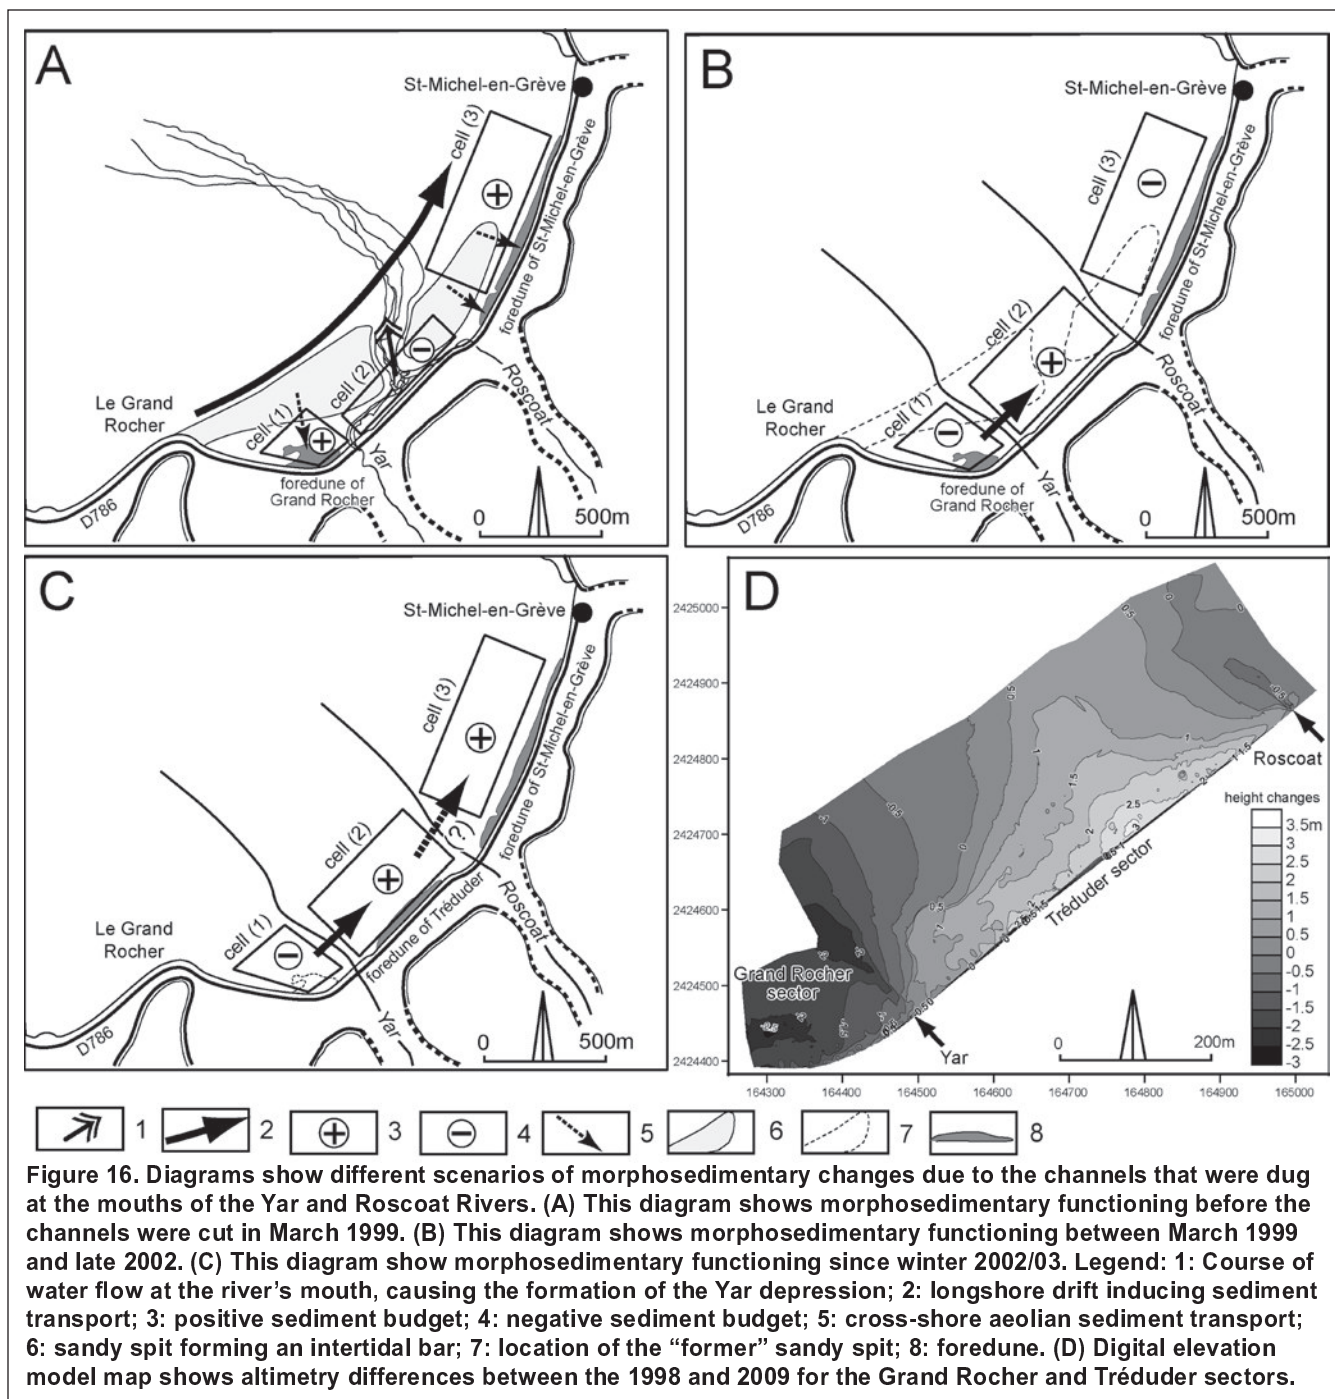 A
St-Michel-en-Grève
cell (3)
foredune of St-Michel-en-Grève
cell (2)
Roscoat
Le Grand
Rocher
cell (1)
Yar
foredune of
Grand Rocher
D786
0 500m
B
St-Michel-en-Grève
cell (3)
foredune of St-Michel-en-Grève
cell (2)
Roscoat
Le Grand
Rocher
cell (1)
Yar
foredune of
Grand Rocher
D786
0 500m
C
St-Michel-en-Grève
cell (3)
foredune of St-Michel-en-Grève
(?)
cell (2)
Roscoat
foredune of Tréduder
Le Grand
Rocher
cell (1)
Yar
D786
0 500m
D
2425000
2424900
2424800
2424700
2424600
2424500
2424400
Roscoat
height changes
3.5m
3
2.5
2
1.5
1
0.5
0
-0.5
-1
-1.5
-2
-2.5
-3
Tréduder sector
Grand Rocher
sector
Yar
0 200m
164300 164400 164500 164600 164700 164800 164900 165000
1 2 3 4 5 6 7 8
Figure 16. Diagrams show different scenarios of morphosedimentary changes due to the channels that were dug
at the mouths of the Yar and Roscoat Rivers. (A) This diagram shows morphosedimentary functioning before the
channels were cut in March 1999. (B) This diagram shows morphosedimentary functioning between March 1999
and late 2002. (C) This diagram show morphosedimentary functioning since winter 2002/03. Legend: 1: Course of
water flow at the river's mouth, causing the formation of the Yar depression; 2: longshore drift inducing sediment
transport; 3: positive sediment budget; 4: negative sediment budget; 5: cross-shore aeolian sediment transport;
6: sandy spit forming an intertidal bar; 7: location of the “former” sandy spit; 8: foredune. (D) Digital elevation
model map shows altimetry differences between the 1998 and 2009 for the Grand Rocher and Tréduder sectors.